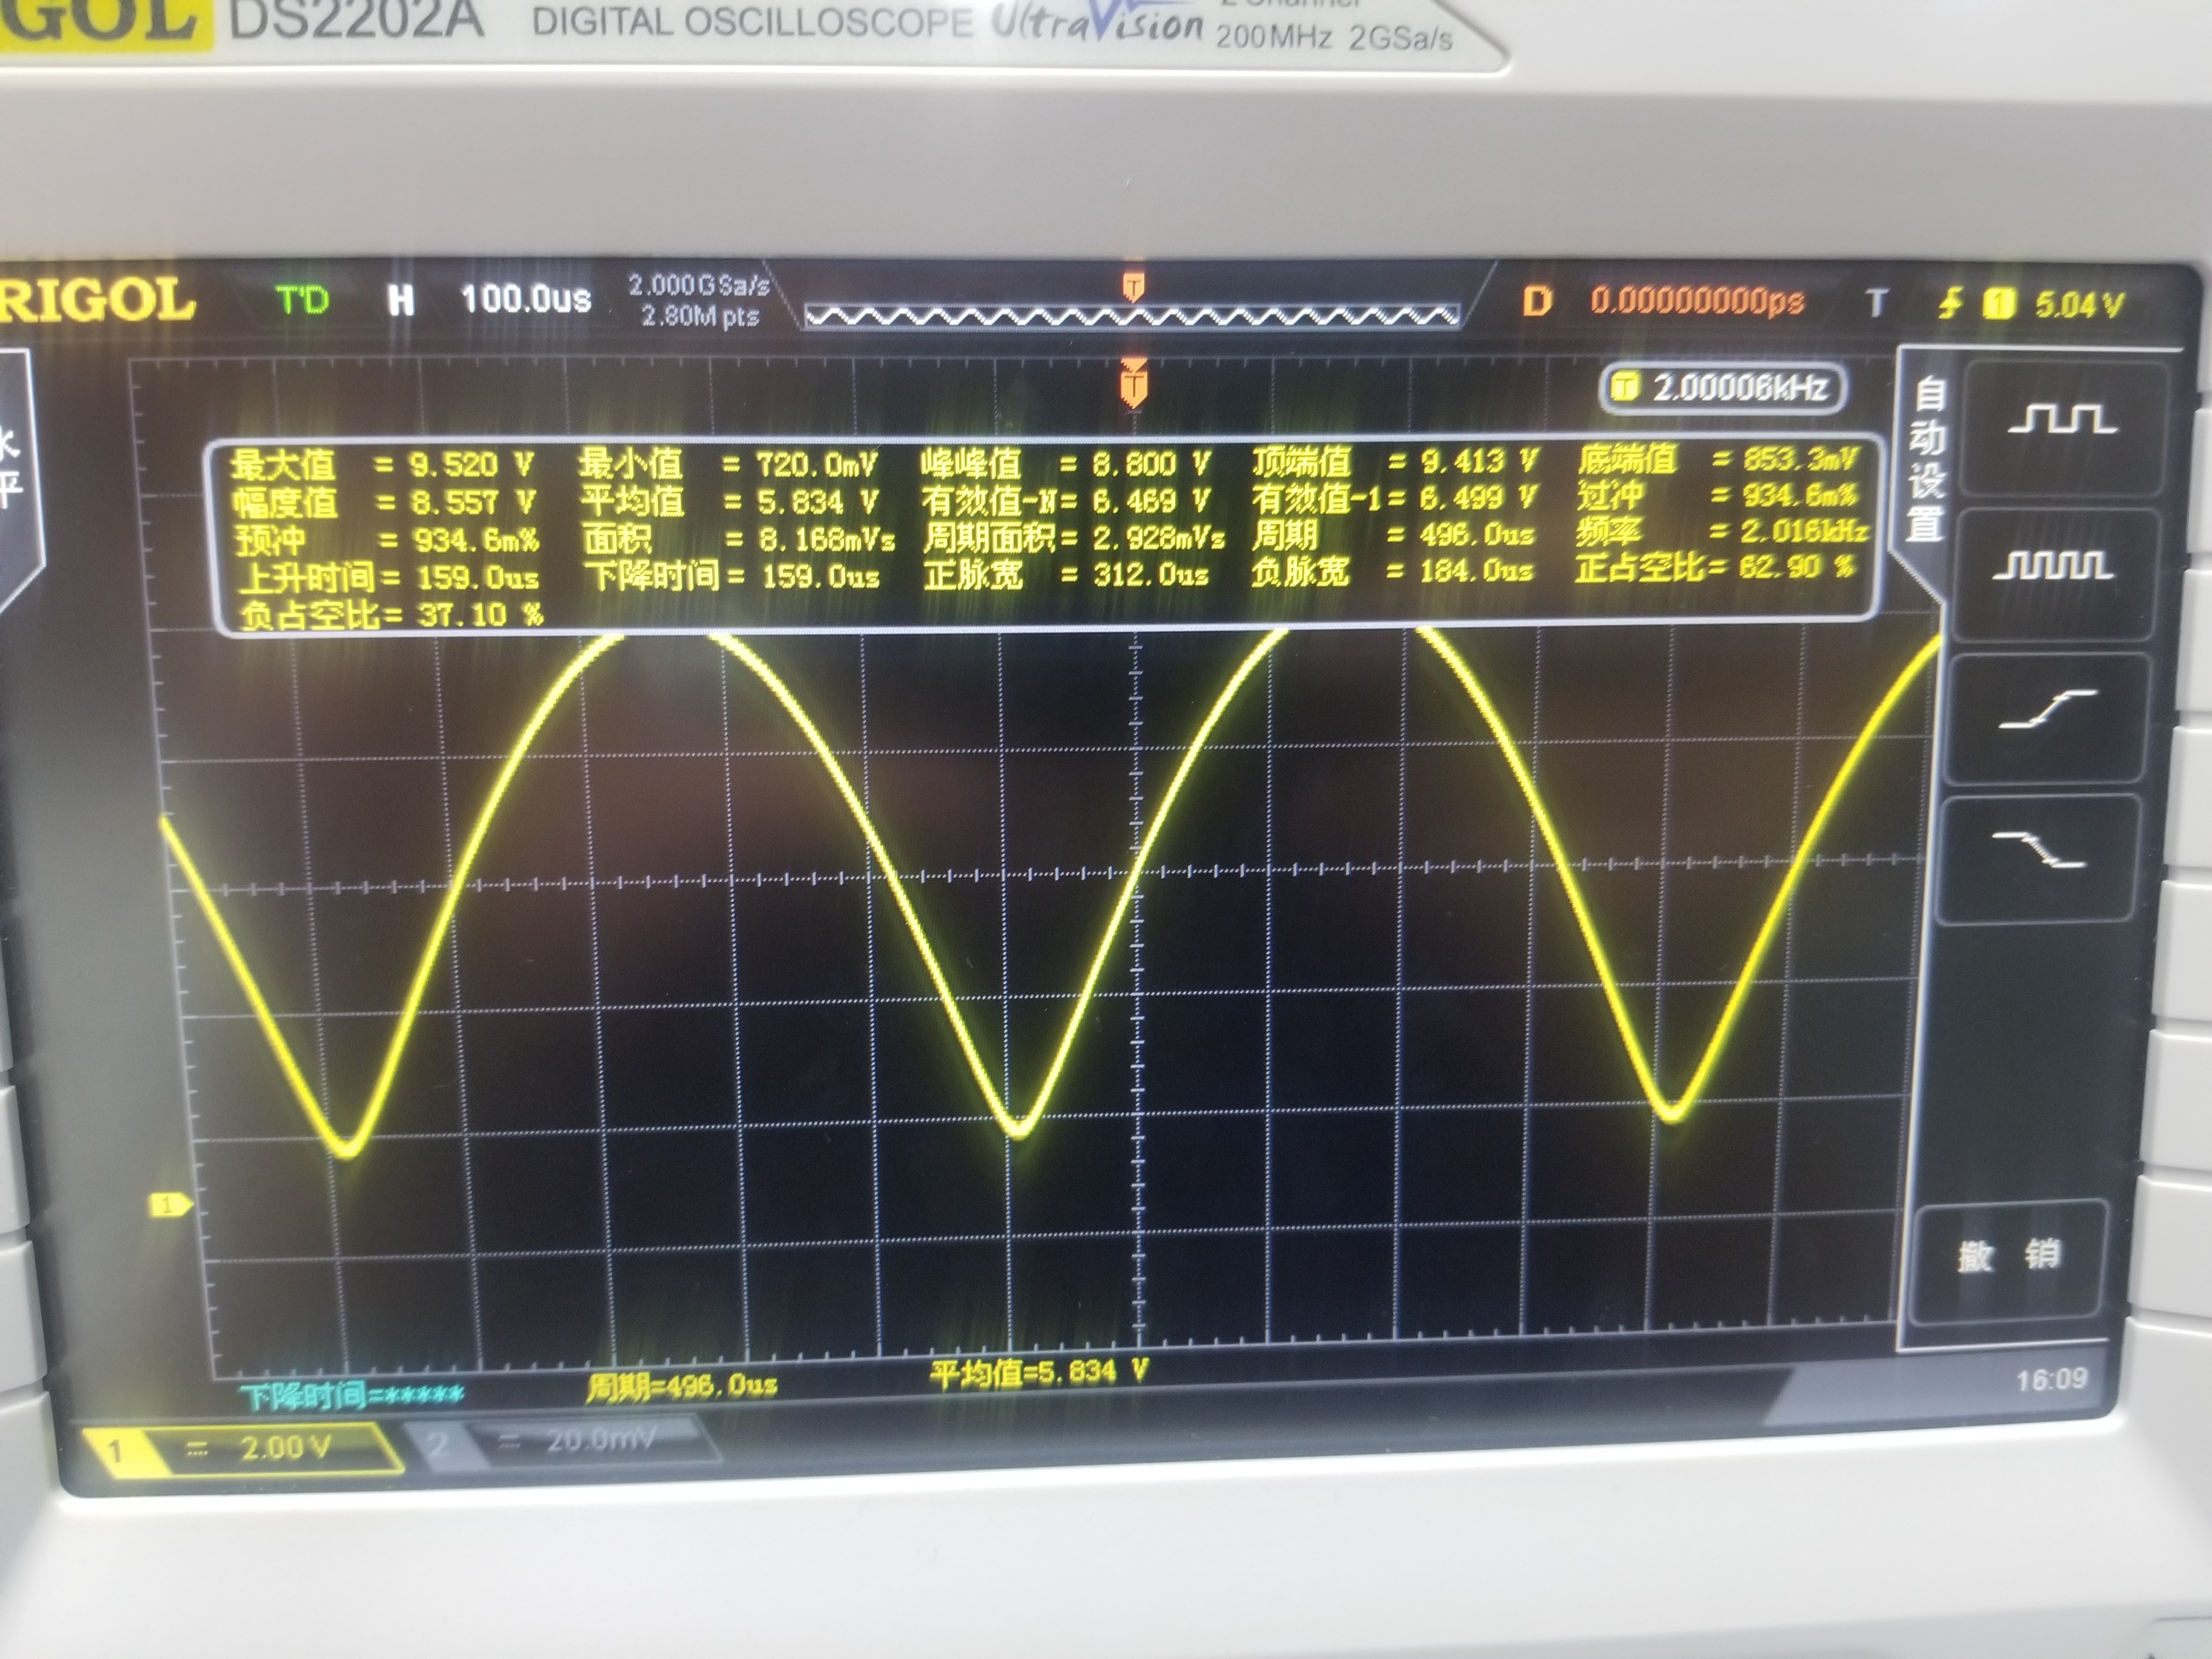 GOL DS2202A DIGITAL OSCILLOSCOPE UltraVision 2 Channel
200MHz 2GSa/s
RIGOL T'D H 100.0us 2.000GSa/s D 0.00000000ps T 1 5.04 V
2.80M pts
T
T
T 2.00006kHz
水平
自动设置
最大值 = 9.520 V 最小值 = 720.0mV 峰峰值 = 8.800 V 顶端值 = 9.413 V 底端值 = 853.3mV
幅度值 = 8.557 V 平均值 = 5.834 V 有效值-N= 6.469 V 有效值-1= 6.499 V 过冲 = 934.6m%
预冲 = 934.6m% 面积 = 8.168mVs 周期面积= 2.928mVs 周期 = 496.0us 频率 = 2.016kHz
上升时间= 159.0us 下降时间= 159.0us 正脉宽 = 312.0us 负脉宽 = 184.0us 正占空比= 62.90 %
负占空比= 37.10 %
1
撤 销
下降时间=***** 周期=496.0us 平均值=5.834 V
16:09
1 2.00 V 2 20.0mV